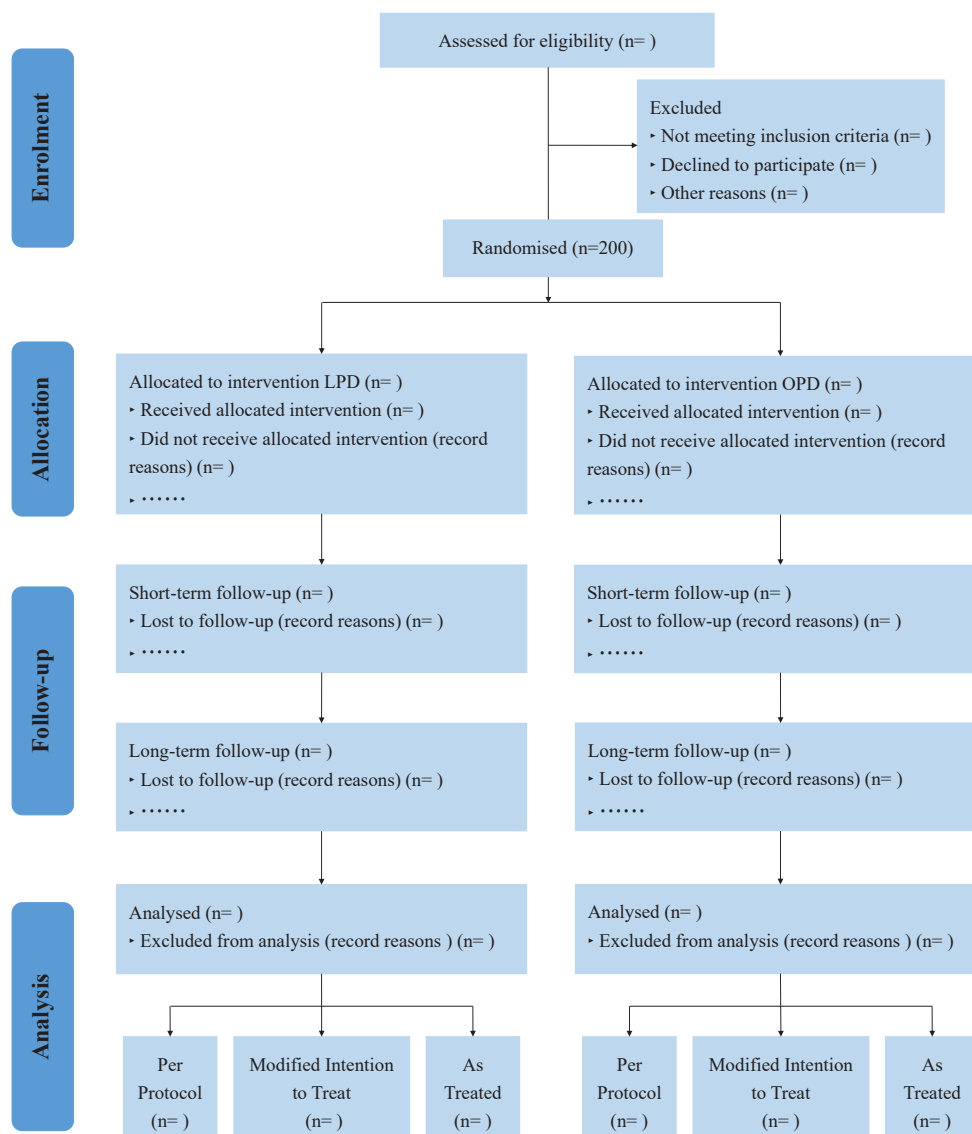 Enrolment
Assessed for eligibility (n= )
Excluded
‣ Not meeting inclusion criteria (n= )
‣ Declined to participate (n= )
‣ Other reasons (n= )
Randomised (n=200)
Allocation
Allocated to intervention LPD (n= )
‣ Received allocated intervention (n= )
‣ Did not receive allocated intervention (record
reasons) (n= )
‣ ······
Allocated to intervention OPD (n= )
‣ Received allocated intervention (n= )
‣ Did not receive allocated intervention (record
reasons) (n= )
‣ ······
Follow-up
Short-term follow-up (n= )
‣ Lost to follow-up (record reasons) (n= )
‣ ······
Short-term follow-up (n= )
‣ Lost to follow-up (record reasons) (n= )
‣ ······
Long-term follow-up (n= )
‣ Lost to follow-up (record reasons) (n= )
‣ ······
Long-term follow-up (n= )
‣ Lost to follow-up (record reasons) (n= )
‣ ······
Analysis
Analysed (n= )
‣ Excluded from analysis (record reasons ) (n= )
Analysed (n= )
‣ Excluded from analysis (record reasons ) (n= )
Per
Protocol
(n= )
Modified Intention
to Treat
(n= )
As
Treated
(n= )
Per
Protocol
(n= )
Modified Intention
to Treat
(n= )
As
Treated
(n= )